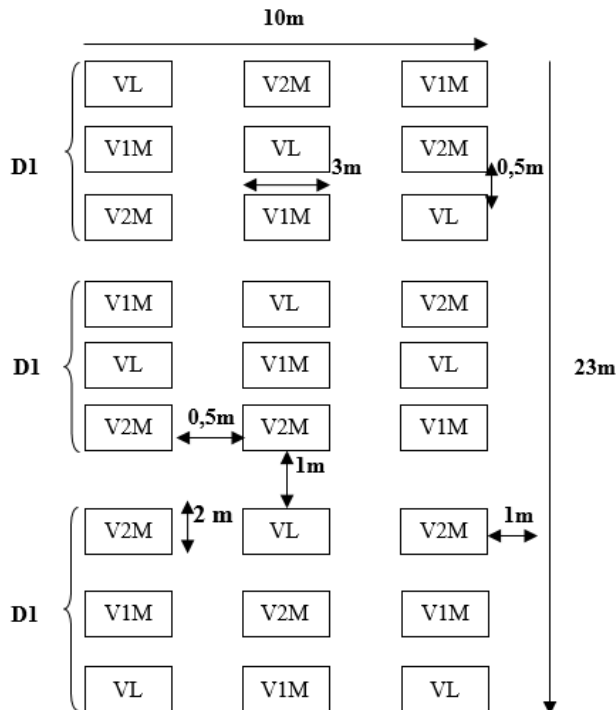 10m
VL V2M V1M
V1M VL V2M
D1 3m 0,5m
V2M V1M VL
V1M VL V2M
D1 VL V1M VL 23m
0,5m
V2M V2M V1M
1m
2 m 1m
V2M VL V2M
D1 V1M V2M V1M
VL V1M VL